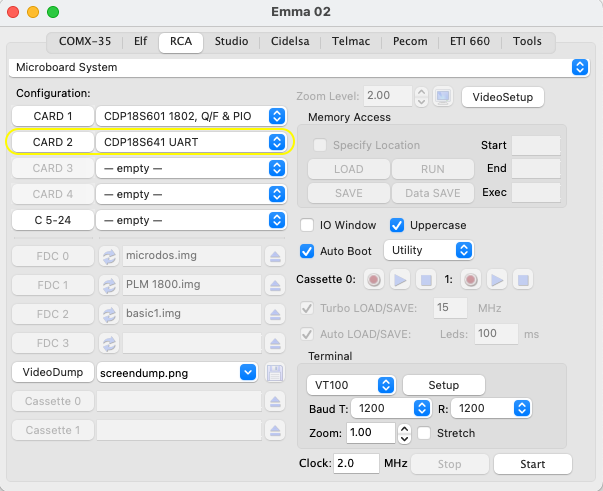 Emma 02
COMX-35 Elf RCA Studio Cidelsa Telmac Pecom ETI 660 Tools
Microboard System
Configuration:
CARD 1 CDP18S601 1802, Q/F & PIO
CARD 2 CDP18S641 UART
CARD 3 — empty —
CARD 4 — empty —
C 5-24 — empty —
FDC 0 microdos.img
FDC 1 PLM 1800.img
FDC 2 basic1.img
FDC 3
VideoDump screendump.png
Cassette 0
Cassette 1
Zoom Level: 2.00 VideoSetup
Memory Access
Specify Location Start
LOAD RUN End
SAVE Data SAVE Exec
IO Window Uppercase
Auto Boot Utility
Cassette 0: 1:
Turbo LOAD/SAVE: 15 MHz
Auto LOAD/SAVE: Leds: 100 ms
Terminal
VT100 Setup
Baud T: 1200 R: 1200
Zoom: 1.00 Stretch
Clock: 2.0 MHz Stop Start